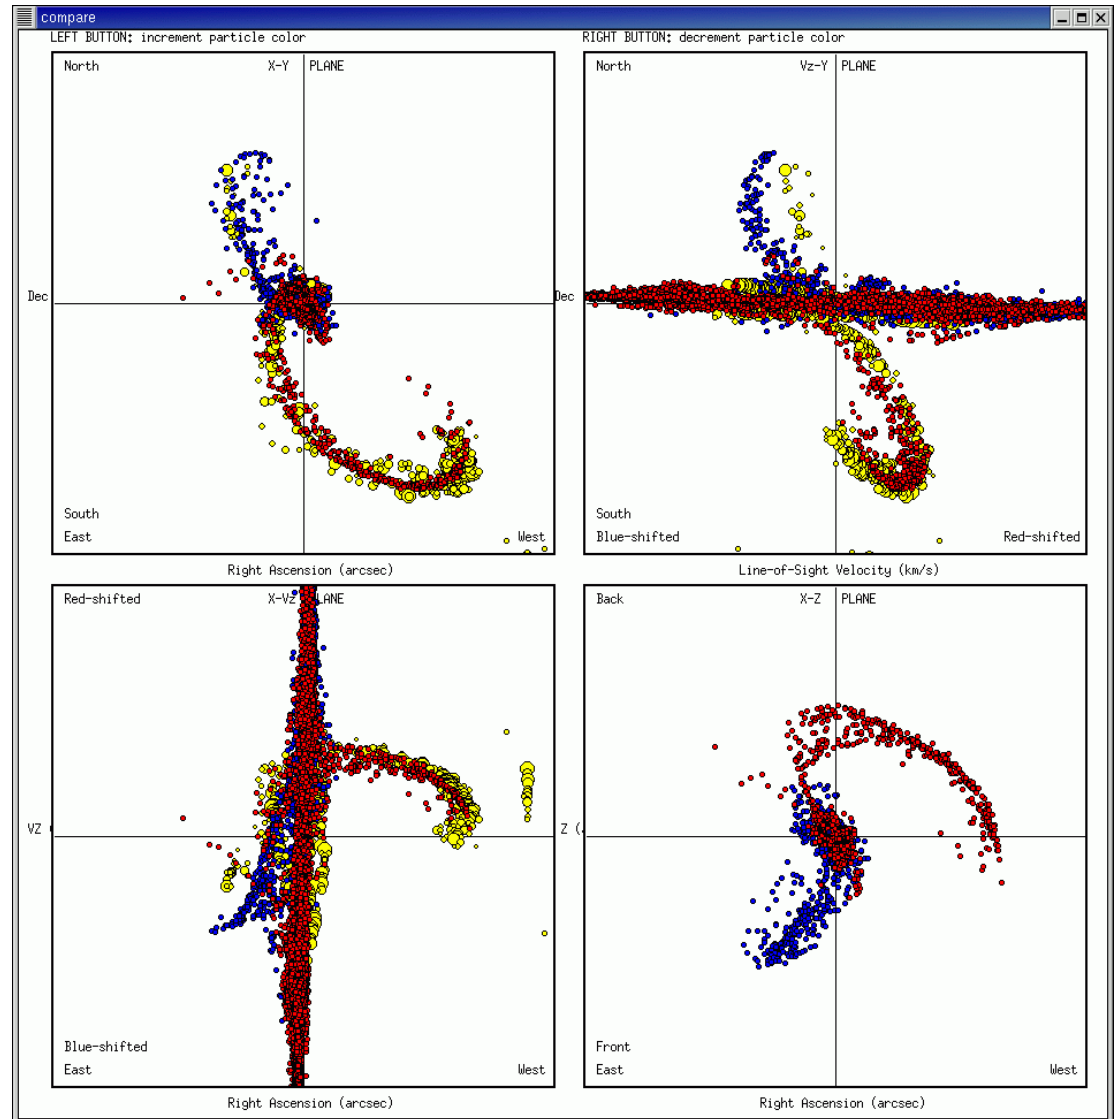 compare
LEFT BUTTON: increment particle color
RIGHT BUTTON: decrement particle color
North X-Y PLANE
Dec
South
East West
Right Ascension (arcsec)
North Vz-Y PLANE
Dec
South
Blue-shifted Red-shifted
Line-of-Sight Velocity (km/s)
Red-shifted X-Vz PLANE
VZ (
Blue-shifted
East West
Right Ascension (arcsec)
Back X-Z PLANE
Z (
Front
East West
Right Ascension (arcsec)